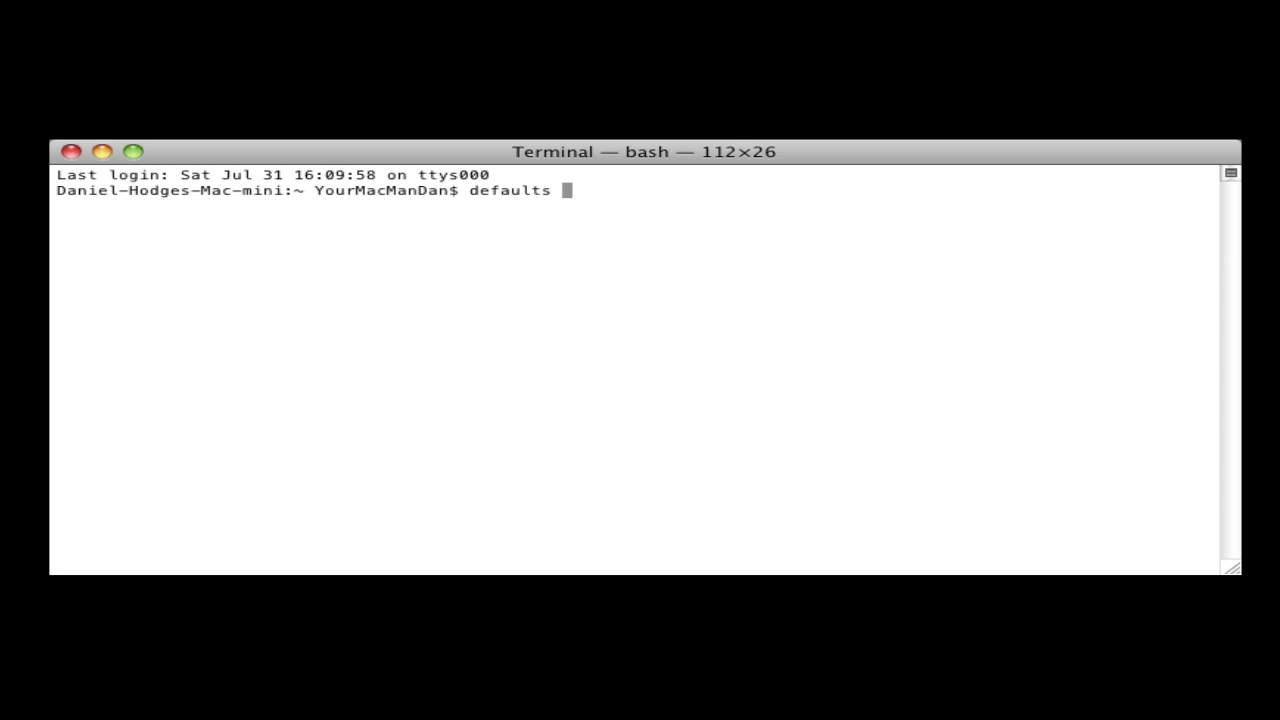 Terminal — bash — 112×26
Last login: Sat Jul 31 16:09:58 on ttys000
Daniel-Hodges-Mac-mini:~ YourMacManDan$ defaults